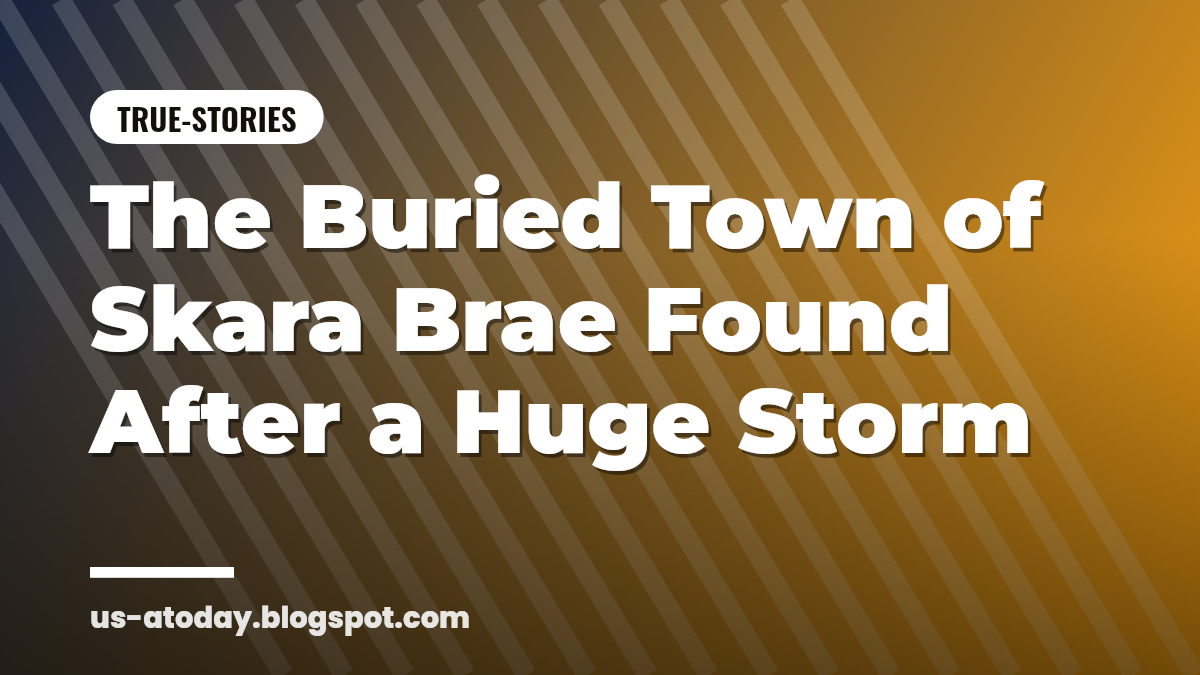 TRUE-STORIES
The Buried Town of
Skara Brae Found
After a Huge Storm
us-atoday.blogspot.com